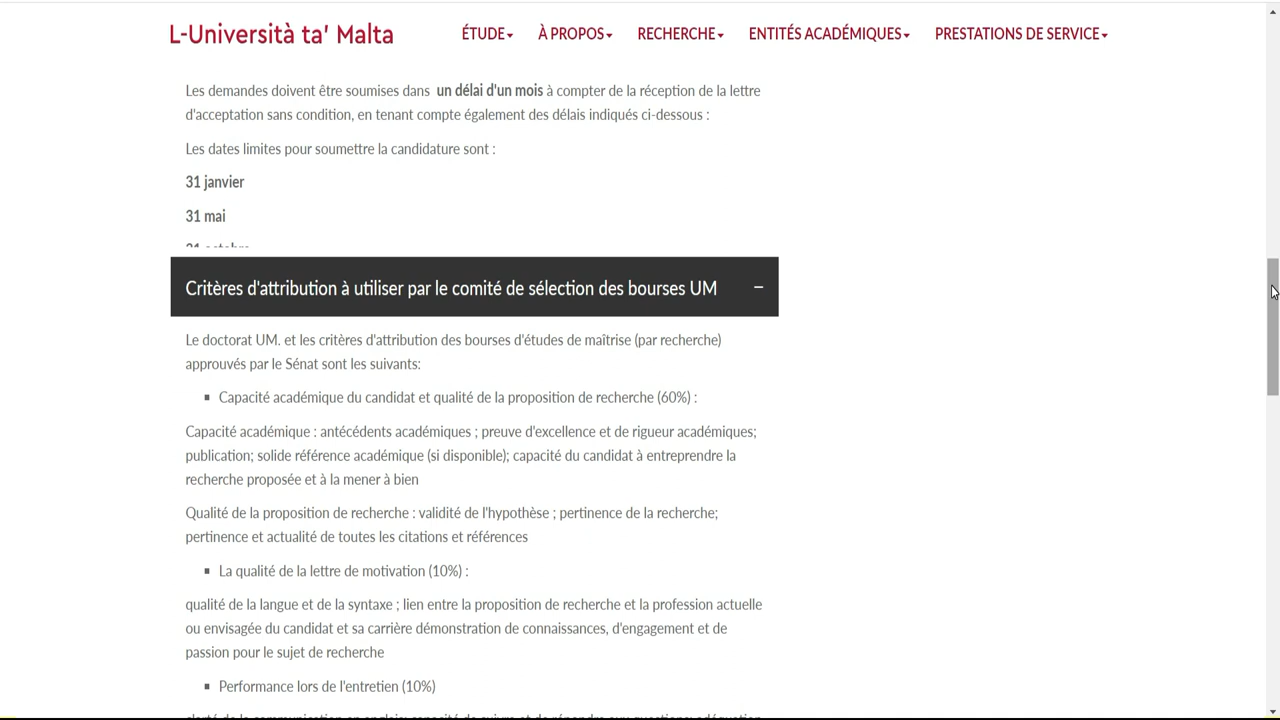 L-Università ta' Malta
ÉTUDE
À PROPOS
RECHERCHE
ENTITÉS ACADÉMIQUES
PRESTATIONS DE SERVICE
Les demandes doivent être soumises dans un délai d'un mois à compter de la réception de la lettre
d'acceptation sans condition, en tenant compte également des délais indiqués ci-dessous :
Les dates limites pour soumettre la candidature sont :
31 janvier
31 mai
Critères d'attribution à utiliser par le comité de sélection des bourses UM
Le doctorat UM. et les critères d'attribution des bourses d'études de maîtrise (par recherche)
approuvés par le Sénat sont les suivants:
Capacité académique du candidat et qualité de la proposition de recherche (60%) :
Capacité académique : antécédents académiques ; preuve d'excellence et de rigueur académiques;
publication; solide référence académique (si disponible); capacité du candidat à entreprendre la
recherche proposée et à la mener à bien
Qualité de la proposition de recherche : validité de l'hypothèse ; pertinence de la recherche;
pertinence et actualité de toutes les citations et références
La qualité de la lettre de motivation (10%) :
qualité de la langue et de la syntaxe ; lien entre la proposition de recherche et la profession actuelle
ou envisagée du candidat et sa carrière démonstration de connaissances, d'engagement et de
passion pour le sujet de recherche
Performance lors de l'entretien (10%)